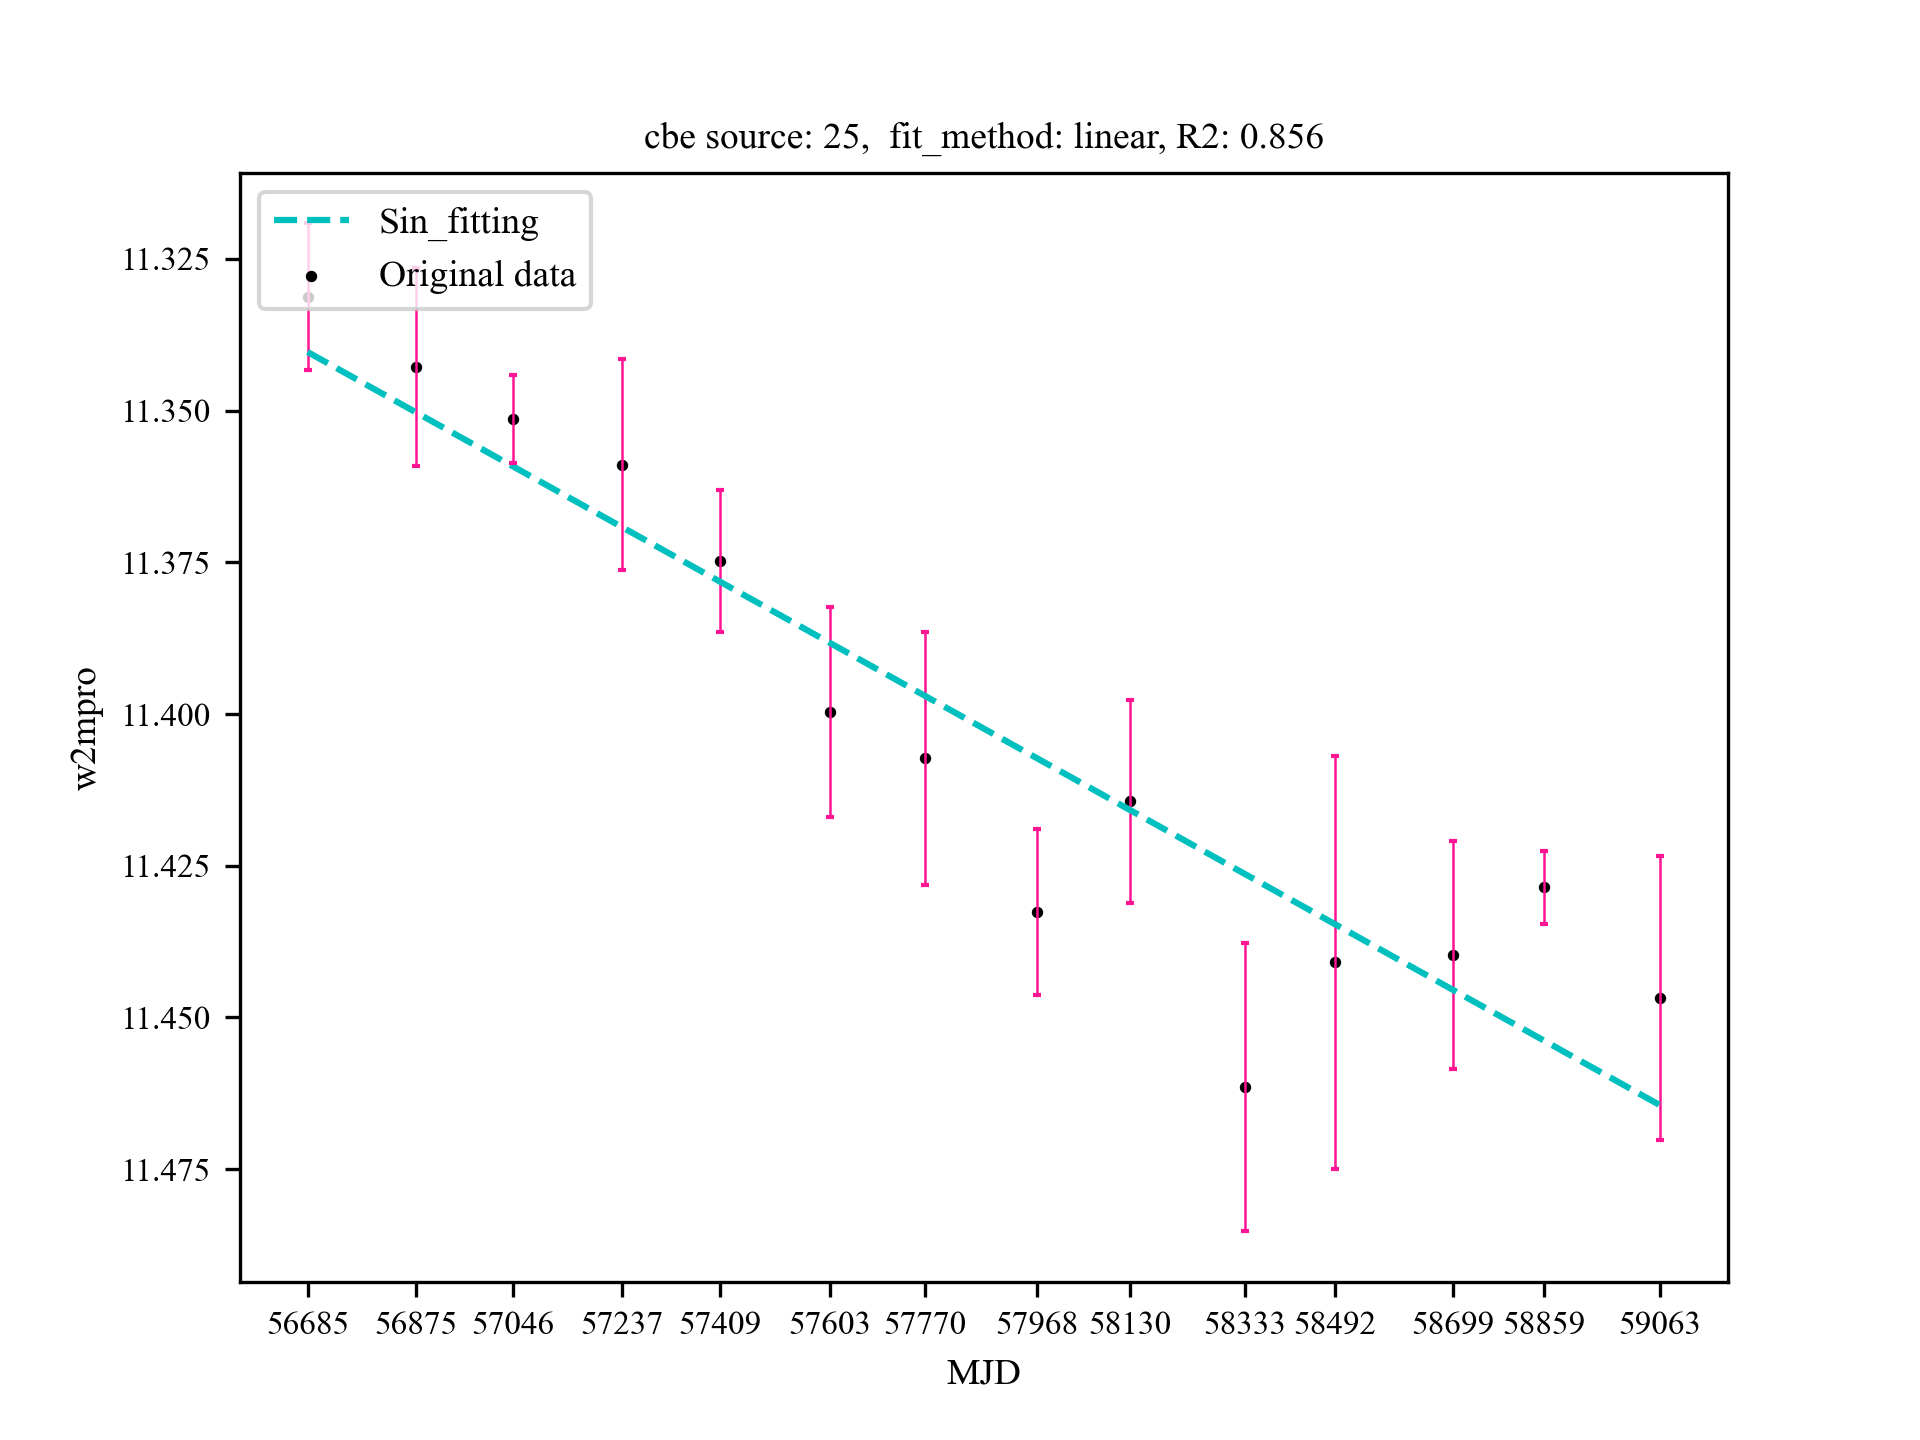 cbe source: 25,  fit_method: linear, R2: 0.856
Sin_fitting
Original data
11.325
11.350
11.375
11.400
11.425
11.450
11.475
w2mpro
56685 56875 57046 57237 57409 57603 57770 57968 58130 58333 58492 58699 58859 59063
MJD